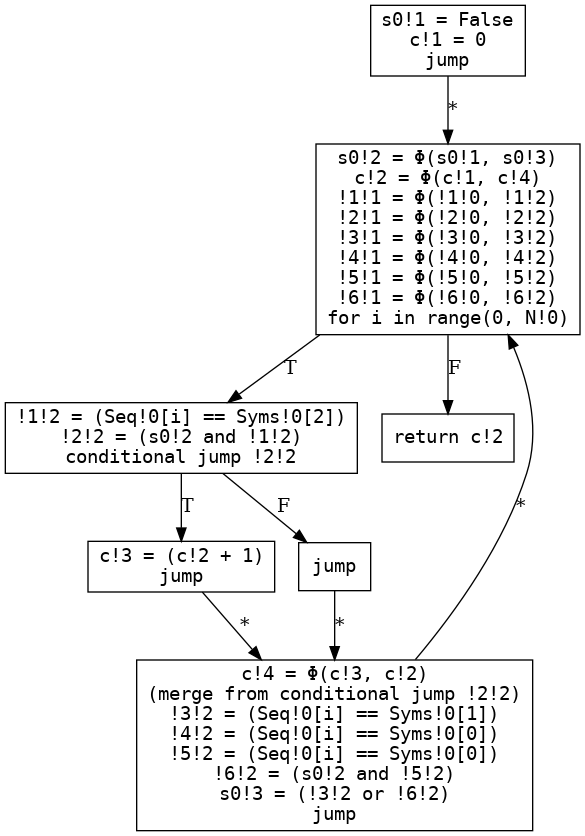 s0!1 = False
c!1 = 0
jump
*
s0!2 = Φ(s0!1, s0!3)
c!2 = Φ(c!1, c!4)
!1!1 = Φ(!1!0, !1!2)
!2!1 = Φ(!2!0, !2!2)
!3!1 = Φ(!3!0, !3!2)
!4!1 = Φ(!4!0, !4!2)
!5!1 = Φ(!5!0, !5!2)
!6!1 = Φ(!6!0, !6!2)
for i in range(0, N!0)
T
F
!1!2 = (Seq!0[i] == Syms!0[2])
!2!2 = (s0!2 and !1!2)
conditional jump !2!2
return c!2
T
F
*
c!3 = (c!2 + 1)
jump
jump
*
*
c!4 = Φ(c!3, c!2)
(merge from conditional jump !2!2)
!3!2 = (Seq!0[i] == Syms!0[1])
!4!2 = (Seq!0[i] == Syms!0[0])
!5!2 = (Seq!0[i] == Syms!0[0])
!6!2 = (s0!2 and !5!2)
s0!3 = (!3!2 or !6!2)
jump